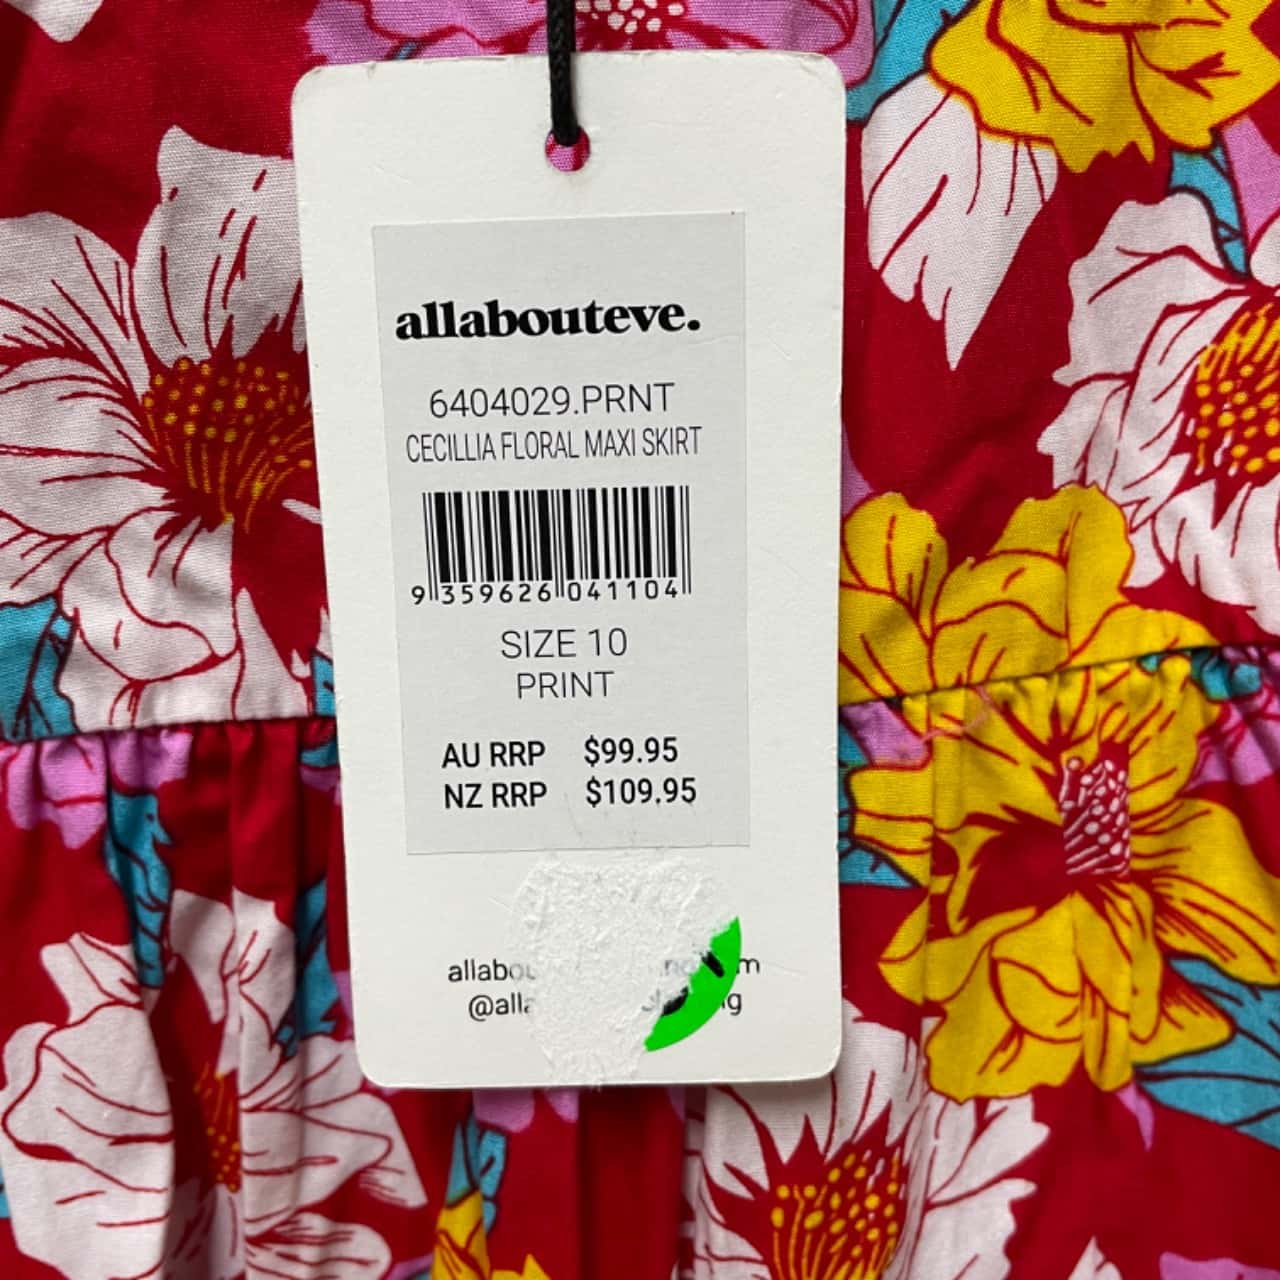 allabouteve.
6404029.PRNT
CECILLIA FLORAL MAXI SKIRT
9 359626 041104
SIZE 10
PRINT
AU RRP $99.95
NZ RRP $109.95